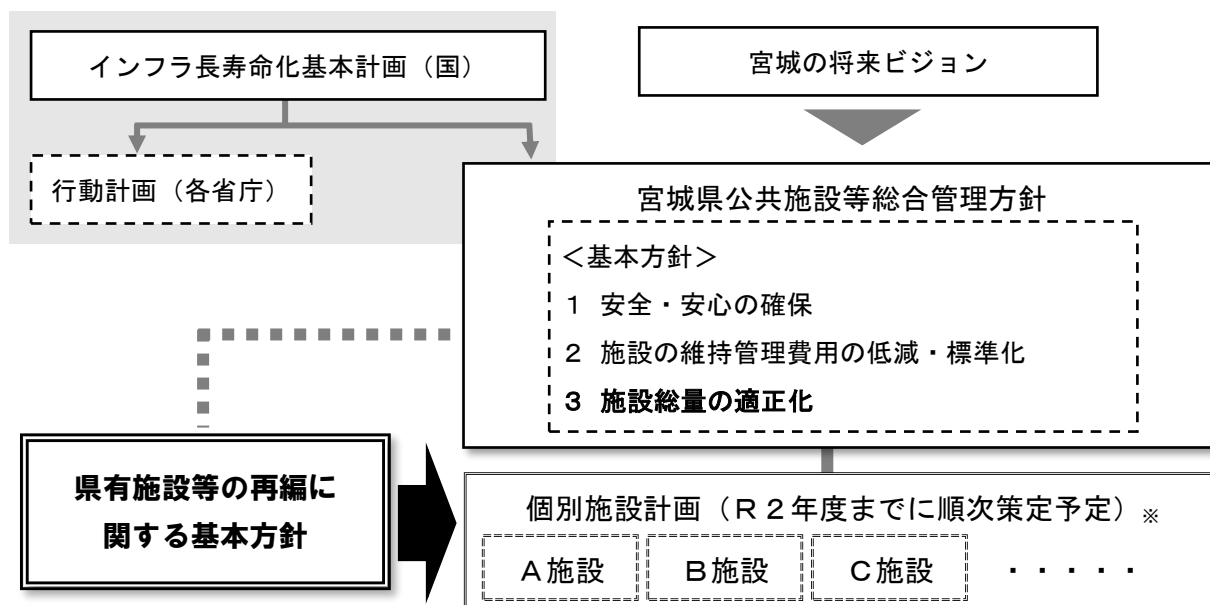 インフラ長寿命化基本計画（国）
宮城の将来ビジョン
行動計画（各省庁）
宮城県公共施設等総合管理方針
＜基本方針＞
１ 安全・安心の確保
２ 施設の維持管理費用の低減・標準化
３ 施設総量の適正化
県有施設等の再編に
関する基本方針
個別施設計画（Ｒ２年度までに順次策定予定）※
Ａ施設 Ｂ施設 Ｃ施設 ・・・・・